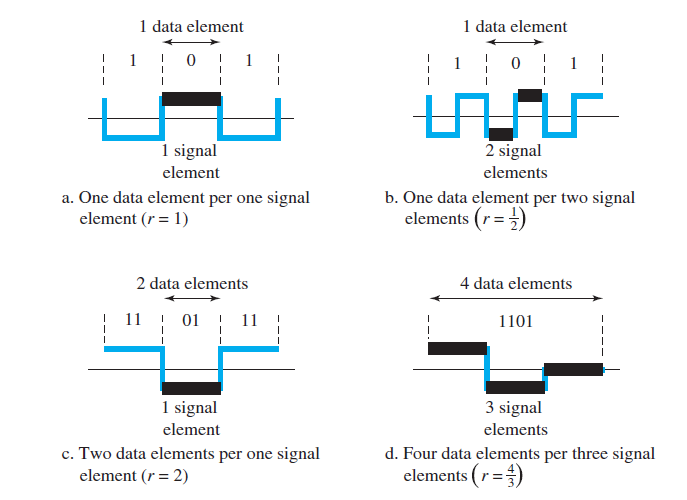 1 data element
1 0 1
1 signal
element
a. One data element per one signal
element (r = 1)
1 data element
1 0 1
2 signal
elements
b. One data element per two signal
elements (r = 1/2)
2 data elements
11 01 11
1 signal
element
c. Two data elements per one signal
element (r = 2)
4 data elements
1101
3 signal
elements
d. Four data elements per three signal
elements (r = 4/3)